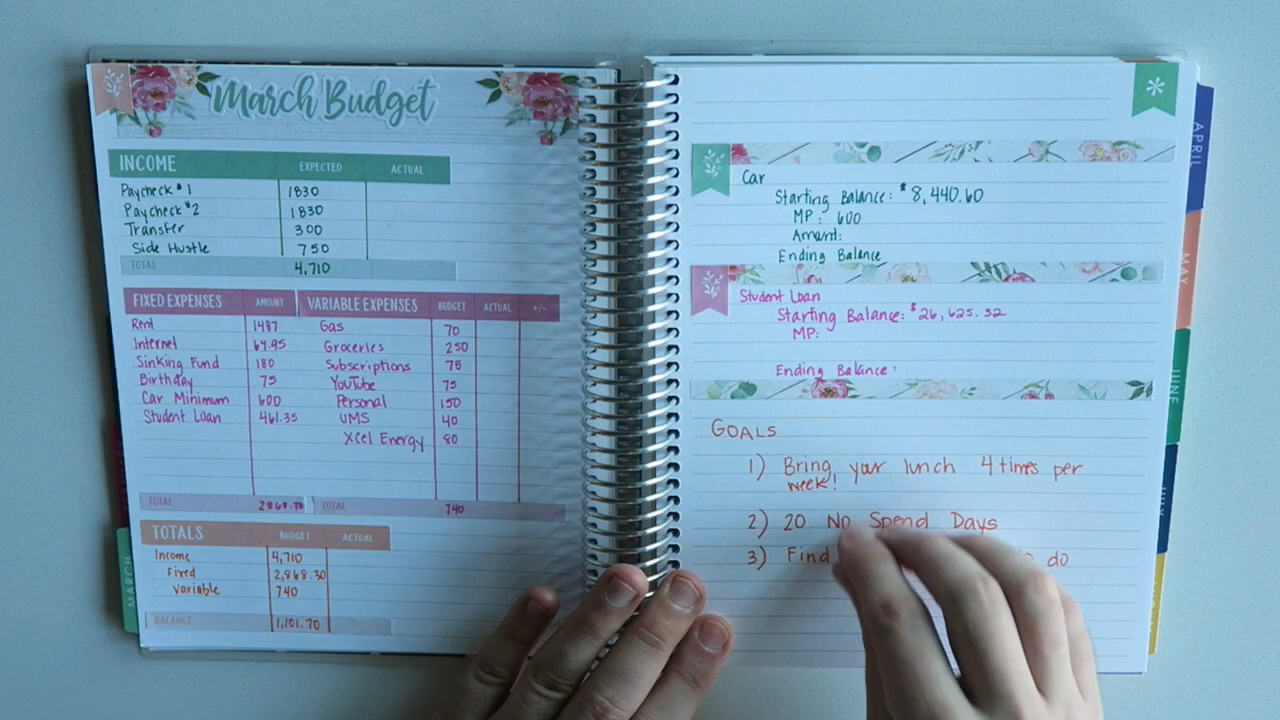 March Budget
INCOME EXPECTED ACTUAL
Paycheck #1 1830
Paycheck #2 1830
Transfer 300
Side Hustle 750
TOTAL 4,710
FIXED EXPENSES AMOUNT VARIABLE EXPENSES BUDGET ACTUAL +/-
Rent 1487 Gas 70
Internet 64.95 Groceries 250
Sinking Fund 180 Subscriptions 75
Birthday 75 YouTube 75
Car Minimum 600 Personal 150
Student Loan 461.35 UMS 40
Xcel Energy 80
TOTAL 2868.30 TOTAL 740
TOTALS BUDGET ACTUAL
Income 4,710
Fixed 2,868.30
Variable 740
BALANCE 1,101.70
MARCH
Car
Starting Balance: $8,440.60
MP: 600
Amount:
Ending Balance
Student Loan
Starting Balance: $26,625.32
MP:
Ending Balance:
GOALS
1) Bring your lunch 4 times per
week!
2) 20 No Spend Days
3) Find do
APRIL
MAY
JUNE
JULY